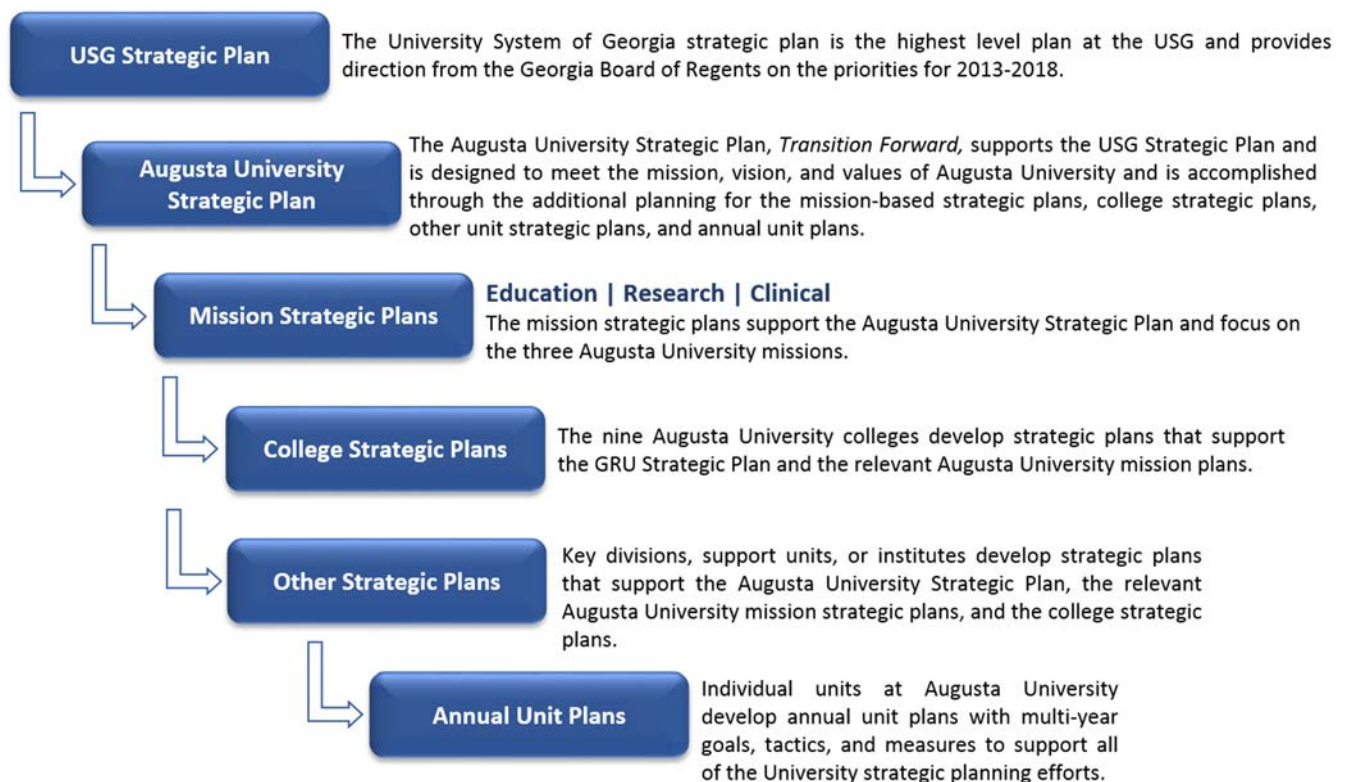 USG Strategic Plan
The University System of Georgia strategic plan is the highest level plan at the USG and provides
direction from the Georgia Board of Regents on the priorities for 2013-2018.
Augusta University
Strategic Plan
The Augusta University Strategic Plan, Transition Forward, supports the USG Strategic Plan and
is designed to meet the mission, vision, and values of Augusta University and is accomplished
through the additional planning for the mission-based strategic plans, college strategic plans,
other unit strategic plans, and annual unit plans.
Mission Strategic Plans
Education | Research | Clinical
The mission strategic plans support the Augusta University Strategic Plan and focus on
the three Augusta University missions.
College Strategic Plans
The nine Augusta University colleges develop strategic plans that support
the GRU Strategic Plan and the relevant Augusta University mission plans.
Other Strategic Plans
Key divisions, support units, or institutes develop strategic plans
that support the Augusta University Strategic Plan, the relevant
Augusta University mission strategic plans, and the college strategic
plans.
Annual Unit Plans
Individual units at Augusta University
develop annual unit plans with multi-year
goals, tactics, and measures to support all
of the University strategic planning efforts.